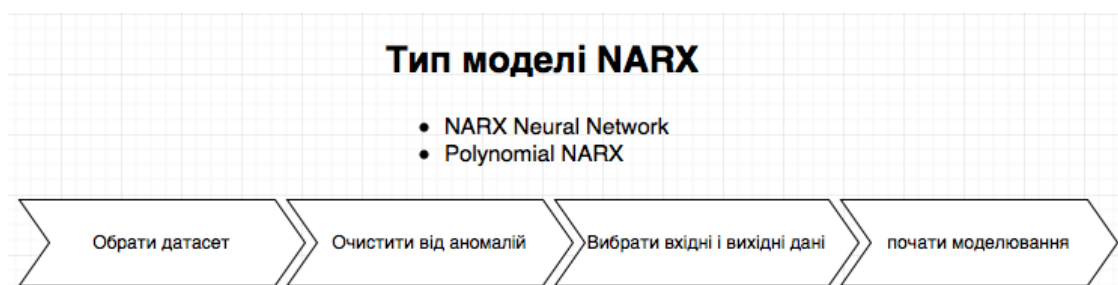 Тип моделі NARX
NARX Neural Network
Polynomial NARX
Обрати датасет
Очистити від аномалій
Вибрати вхідні і вихідні дані
почати моделювання